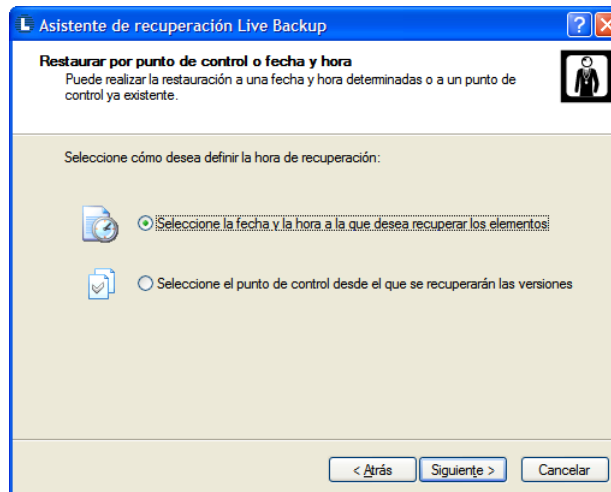 Asistente de recuperación Live Backup
Restaurar por punto de control o fecha y hora
Puede realizar la restauración a una fecha y hora determinadas o a un punto de
control ya existente.
Seleccione cómo desea definir la hora de recuperación:
Seleccione la fecha y la hora a la que desea recuperar los elementos
Seleccione el punto de control desde el que se recuperarán las versiones
< Atrás
Siguiente >
Cancelar